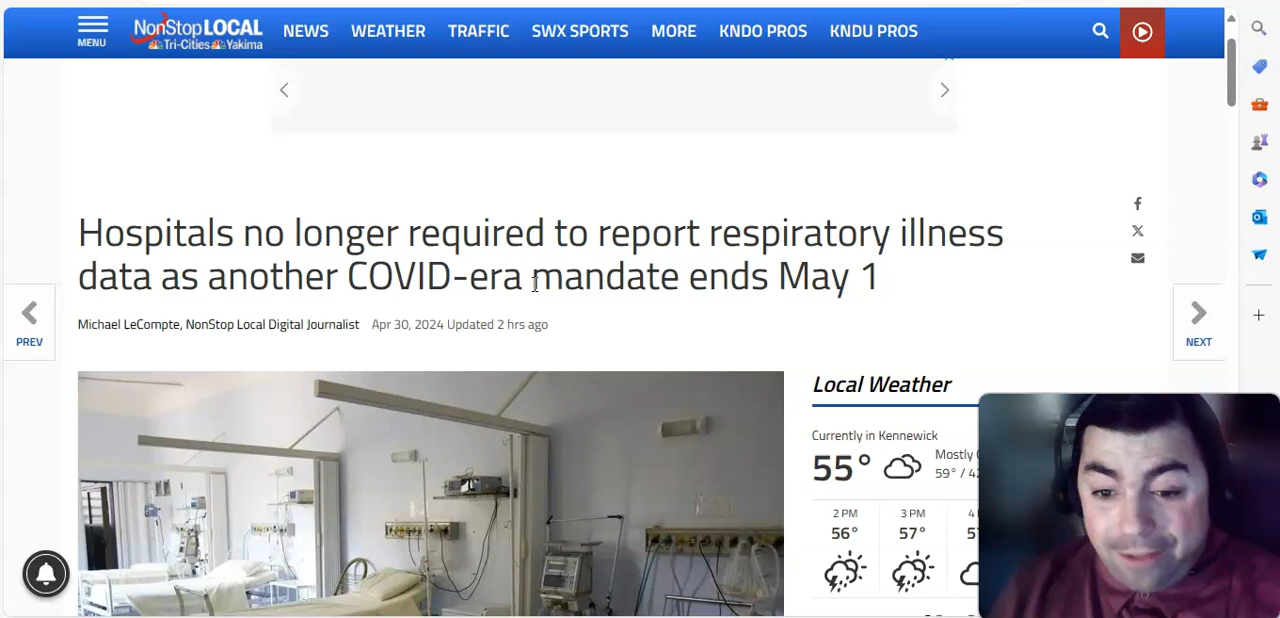 MENU
NonStop LOCAL
Tri-Cities Yakima
NEWS WEATHER TRAFFIC SWX SPORTS MORE KNDO PROS KNDU PROS
Hospitals no longer required to report respiratory illness
data as another COVID-era mandate ends May 1
Michael LeCompte, NonStop Local Digital Journalist Apr 30, 2024 Updated 2 hrs ago
PREV
NEXT
Local Weather
Currently in Kennewick
55°
Mostly
59° / 42
2 PM 3 PM 4
56° 57°